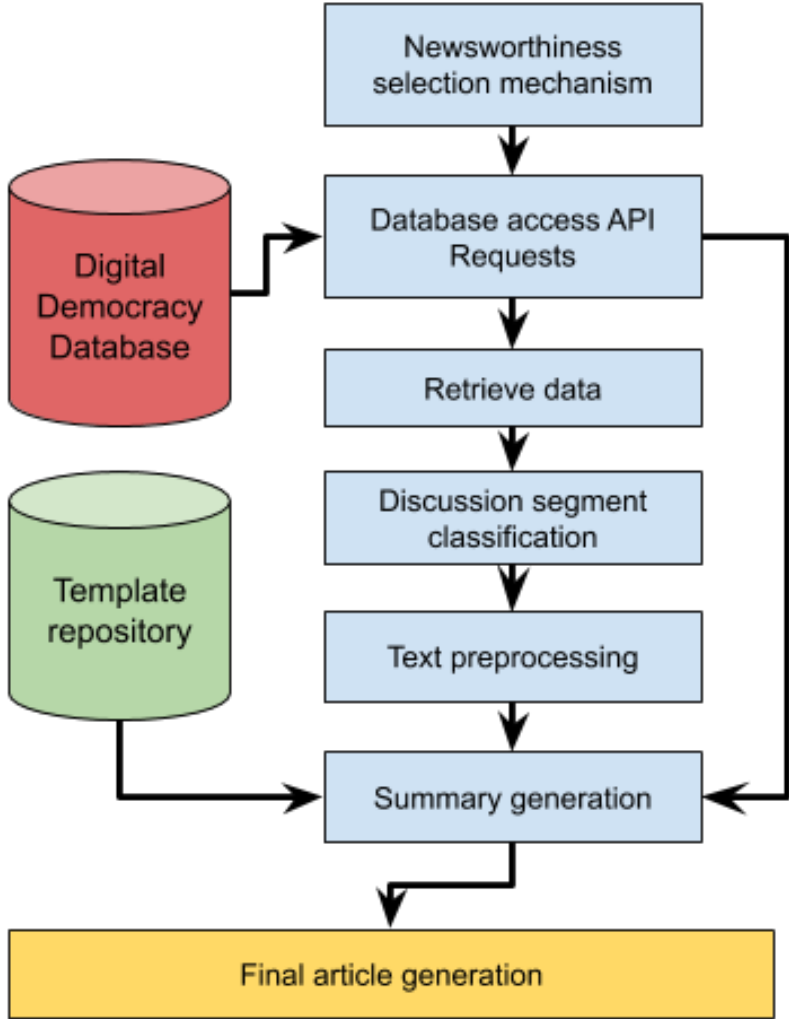 Newsworthiness
selection mechanism
Database access API
Requests
Digital
Democracy
Database
Retrieve data
Discussion segment
classification
Template
repository
Text preprocessing
Summary generation
Final article generation